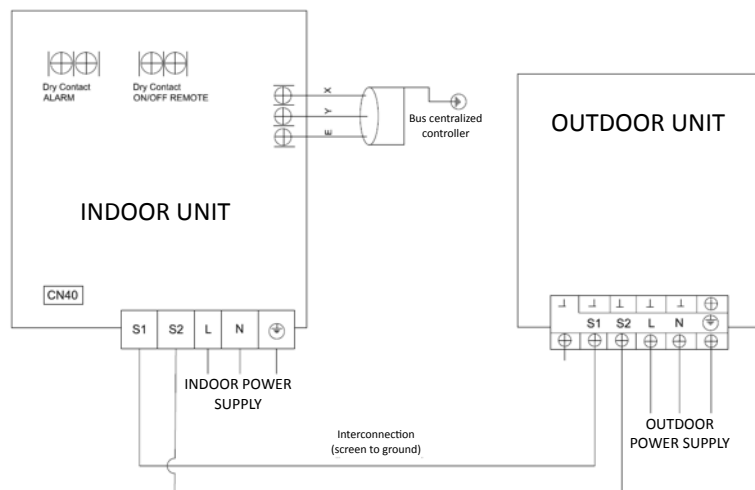 Dry Contact
ALARM
Dry Contact
ON/OFF REMOTE
X
Y
E
Bus centralized
controller
OUTDOOR UNIT
INDOOR UNIT
CN40
S1 S2 L N
S1 S2 L N
INDOOR POWER
SUPPLY
OUTDOOR
POWER SUPPLY
Interconnection
(screen to ground)